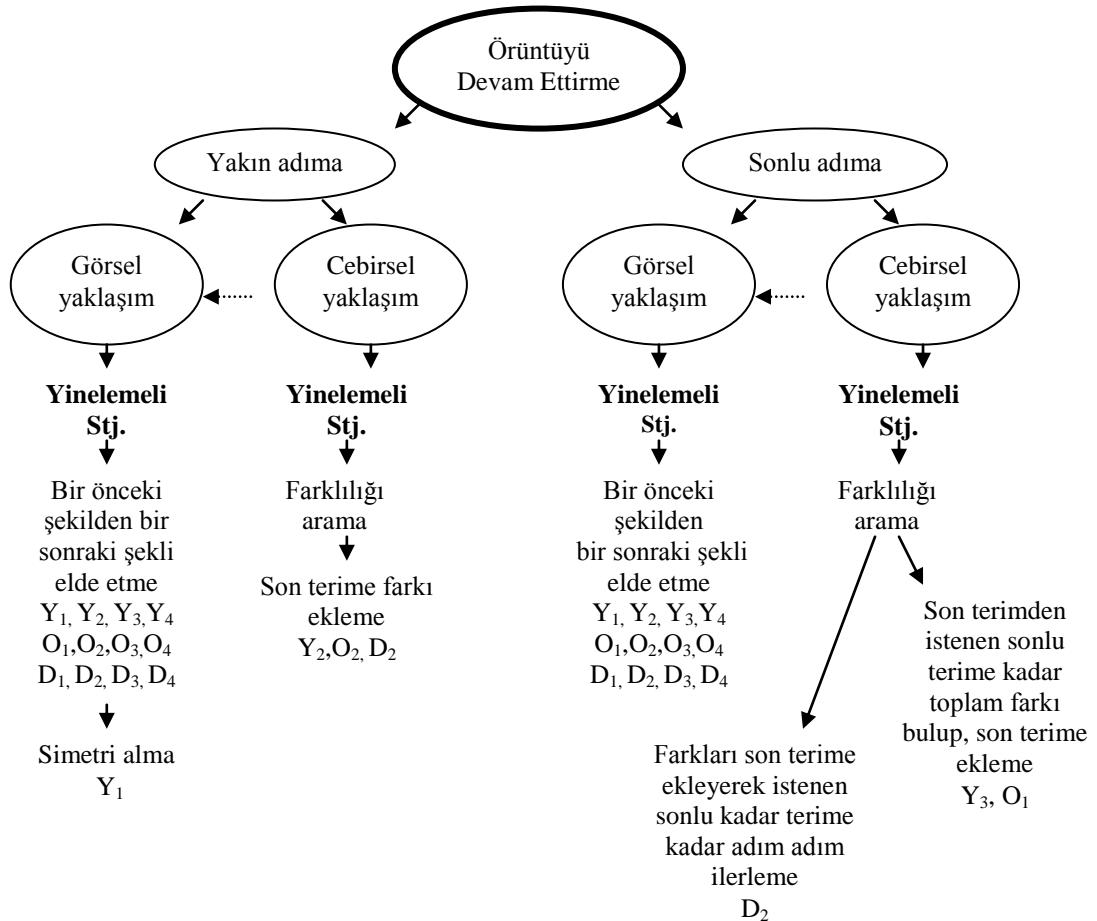 Örüntüyü
Devam Ettirme
Yakın adıma
Sonlu adıma
Görsel
yaklaşım
Cebirsel
yaklaşım
Görsel
yaklaşım
Cebirsel
yaklaşım
Yinelemeli
Stj.
Yinelemeli
Stj.
Yinelemeli
Stj.
Yinelemeli
Stj.
Bir önceki
şekilden bir
sonraki şekli
elde etme
Y₁, Y₂, Y₃,Y₄
O₁,O₂,O₃,O₄
D₁, D₂, D₃, D₄
Simetri alma
Y₁
Farklılığı
arama
Son terime farkı
ekleme
Y₂,O₂, D₂
Bir önceki
şekilden
bir sonraki şekli
elde etme
Y₁, Y₂, Y₃,Y₄
O₁,O₂,O₃,O₄
D₁, D₂, D₃, D₄
Farklılığı
arama
Farkları son terime
ekleyerek istenen
sonlu kadar terime
kadar adım adım
ilerleme
D₂
Son terimden
istenen sonlu
terime kadar
toplam farkı
bulup, son terime
ekleme
Y₃, O₁